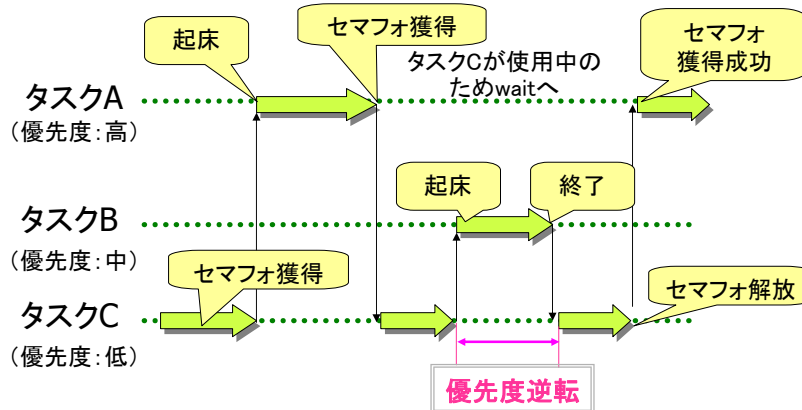 起床
セマフォ獲得
セマフォ
獲得成功
タスクCが使用中の
ためwaitへ
タスクA
(優先度:高)
起床
終了
タスクB
(優先度:中)
セマフォ獲得
セマフォ解放
タスクC
(優先度:低)
優先度逆転